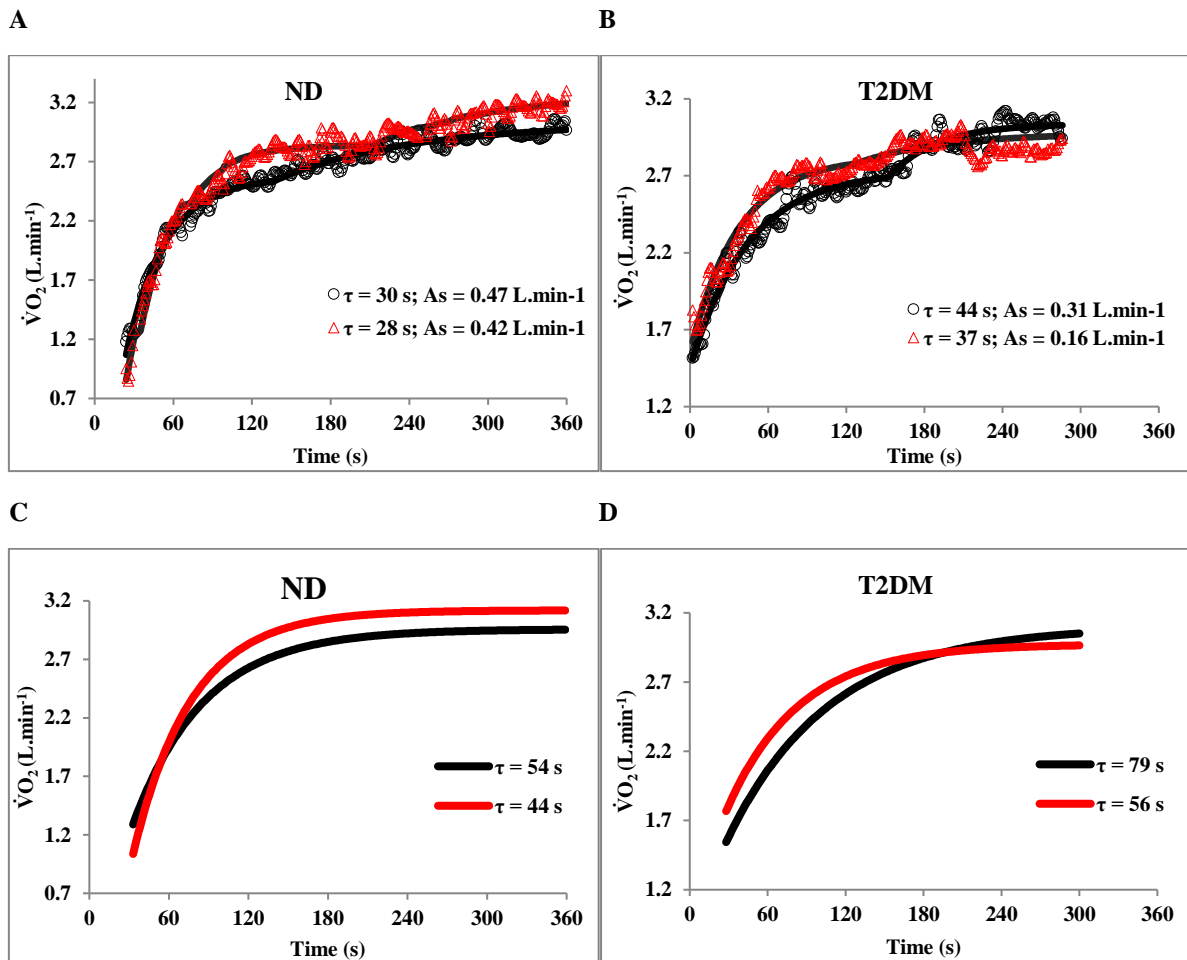 A
B
ND
3.2
2.7
2.2
1.7
1.2
0.7
V̇O₂ (L.min⁻¹)
τ = 30 s; As = 0.47 L.min-1
τ = 28 s; As = 0.42 L.min-1
0 60 120 180 240 300 360
Time (s)
T2DM
3.2
2.7
2.2
1.7
1.2
V̇O₂ (L.min⁻¹)
τ = 44 s; As = 0.31 L.min-1
τ = 37 s; As = 0.16 L.min-1
0 60 120 180 240 300 360
Time (s)
C
D
ND
3.2
2.7
2.2
1.7
1.2
0.7
V̇O₂ (L.min⁻¹)
τ = 54 s
τ = 44 s
0 60 120 180 240 300 360
Time (s)
T2DM
3.2
2.7
2.2
1.7
1.2
V̇O₂ (L.min⁻¹)
τ = 79 s
τ = 56 s
0 60 120 180 240 300 360
Time (s)